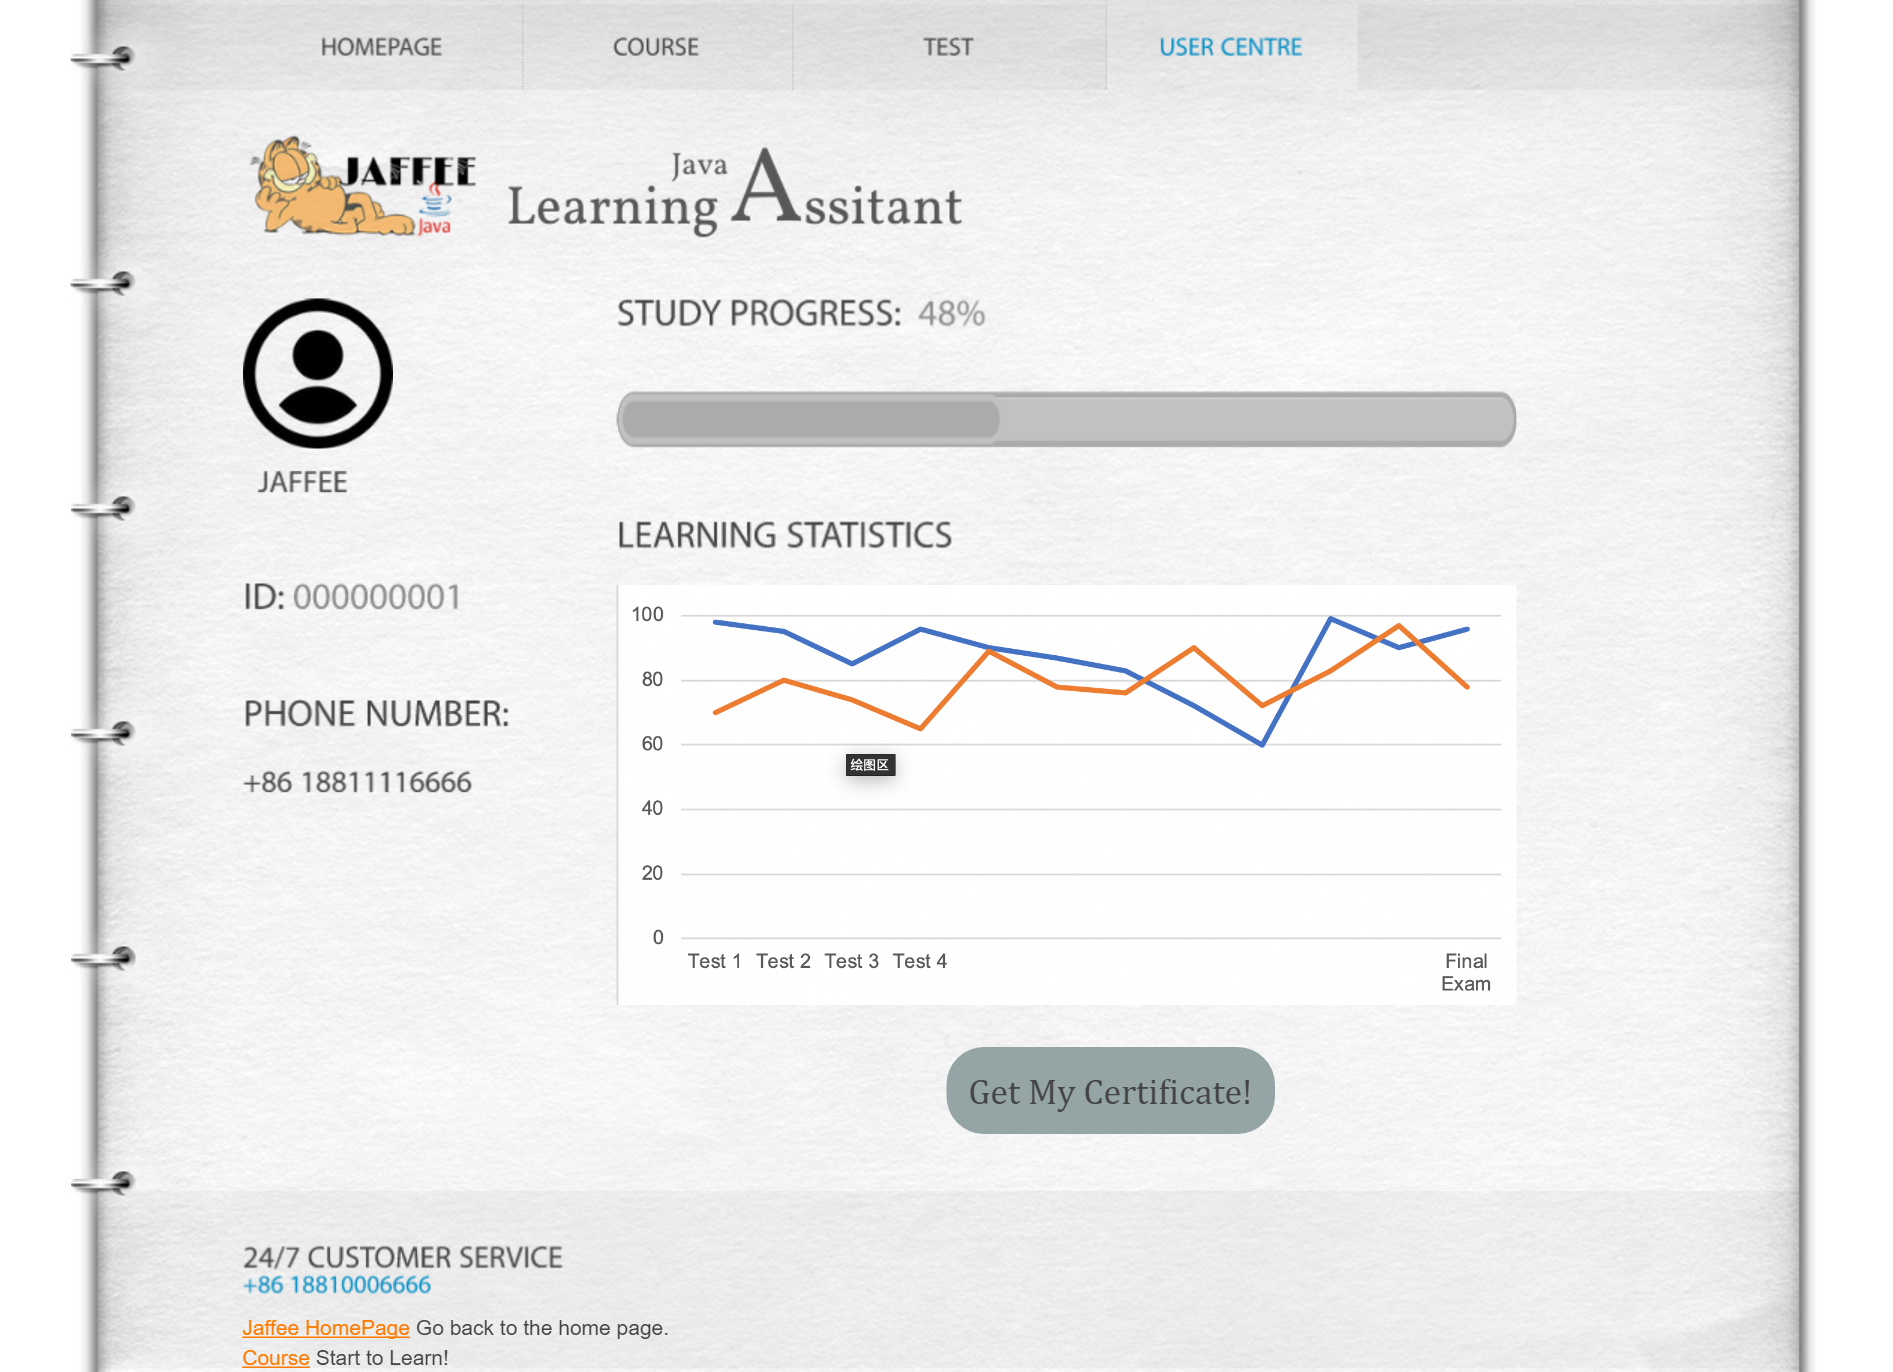 HOMEPAGE COURSE TEST USER CENTRE
JAFFEE
Java
Java
Learning Assitant
STUDY PROGRESS: 48%
JAFFEE
LEARNING STATISTICS
ID: 000000001
PHONE NUMBER:
+86 18811116666
100
80
60
绘图区
40
20
0
Test 1 Test 2 Test 3 Test 4 Final
Exam
Get My Certificate!
24/7 CUSTOMER SERVICE
+86 18810006666
Jaffee HomePage Go back to the home page.
Course Start to Learn!